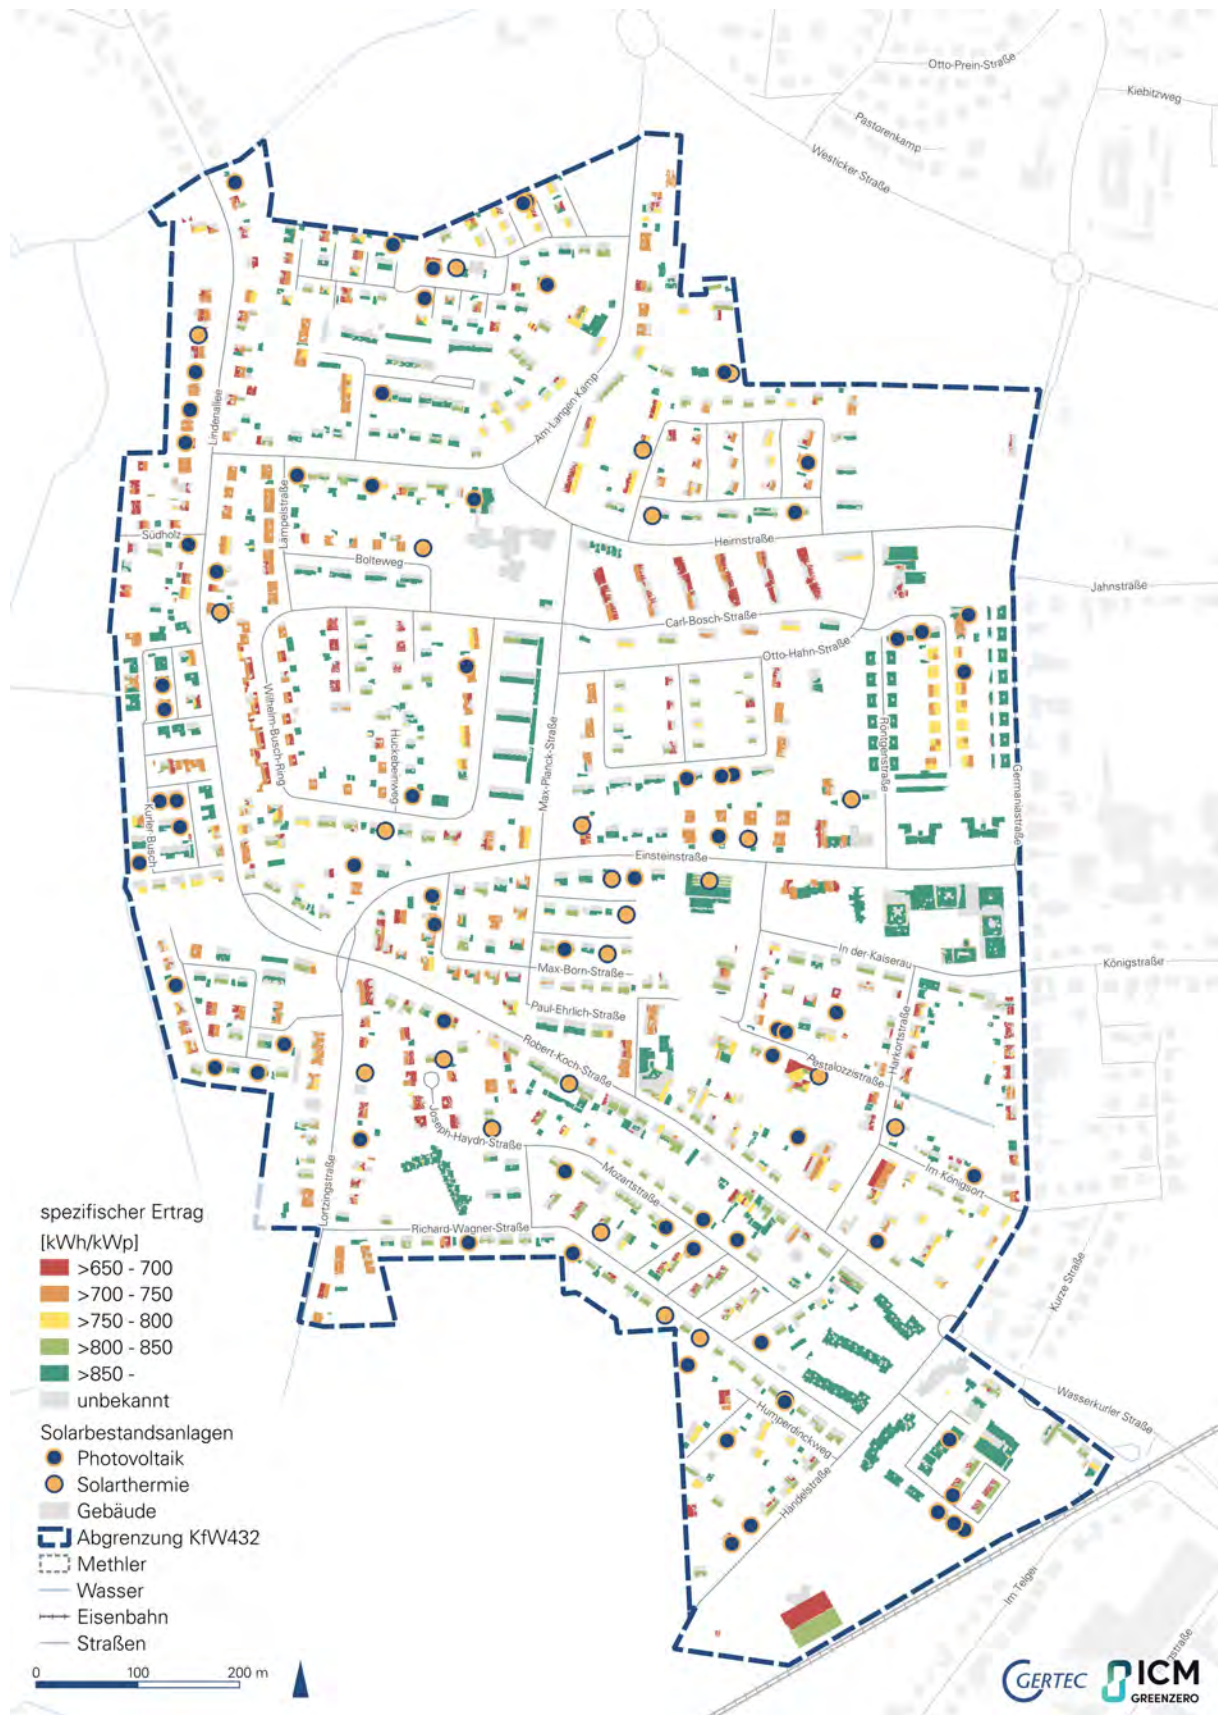 Otto-Prein-Straße
Kiebitzweg
Pastorenkamp
Westicker Straße
Lindenallee
Am-Langen-Kamp
Lämpelstraße
Südholz
Bolteweg
Heimstraße
Jahnstraße
Carl-Bosch-Straße
Otto-Hahn-Straße
Wilhelm-Busch-Ring
Huckebeinweg
Max-Planck-Straße
Röntgenstraße
Germaniastraße
Kurler Busch
Einsteinstraße
In der-Kaiserau
Königstraße
Max-Born-Straße
Paul-Ehrlich-Straße
Robert-Koch-Straße
Harkortstraße
Pestalozzistraße
Joseph-Haydn-Straße
Mozartstraße
Im-Königsort
Lortzingstraße
Richard-Wagner-Straße
Kurze Straße
Wasserkurler Straße
Humperdinckweg
Händelstraße
Im Telgei
gstraße
spezifischer Ertrag
[kWh/kWp]
>650 - 700
>700 - 750
>750 - 800
>800 - 850
>850 -
unbekannt
Solarbestandsanlagen
Photovoltaik
Solarthermie
Gebäude
Abgrenzung KfW432
Methler
Wasser
Eisenbahn
Straßen
0 100 200 m
GERTEC
ICM
GREENZERO